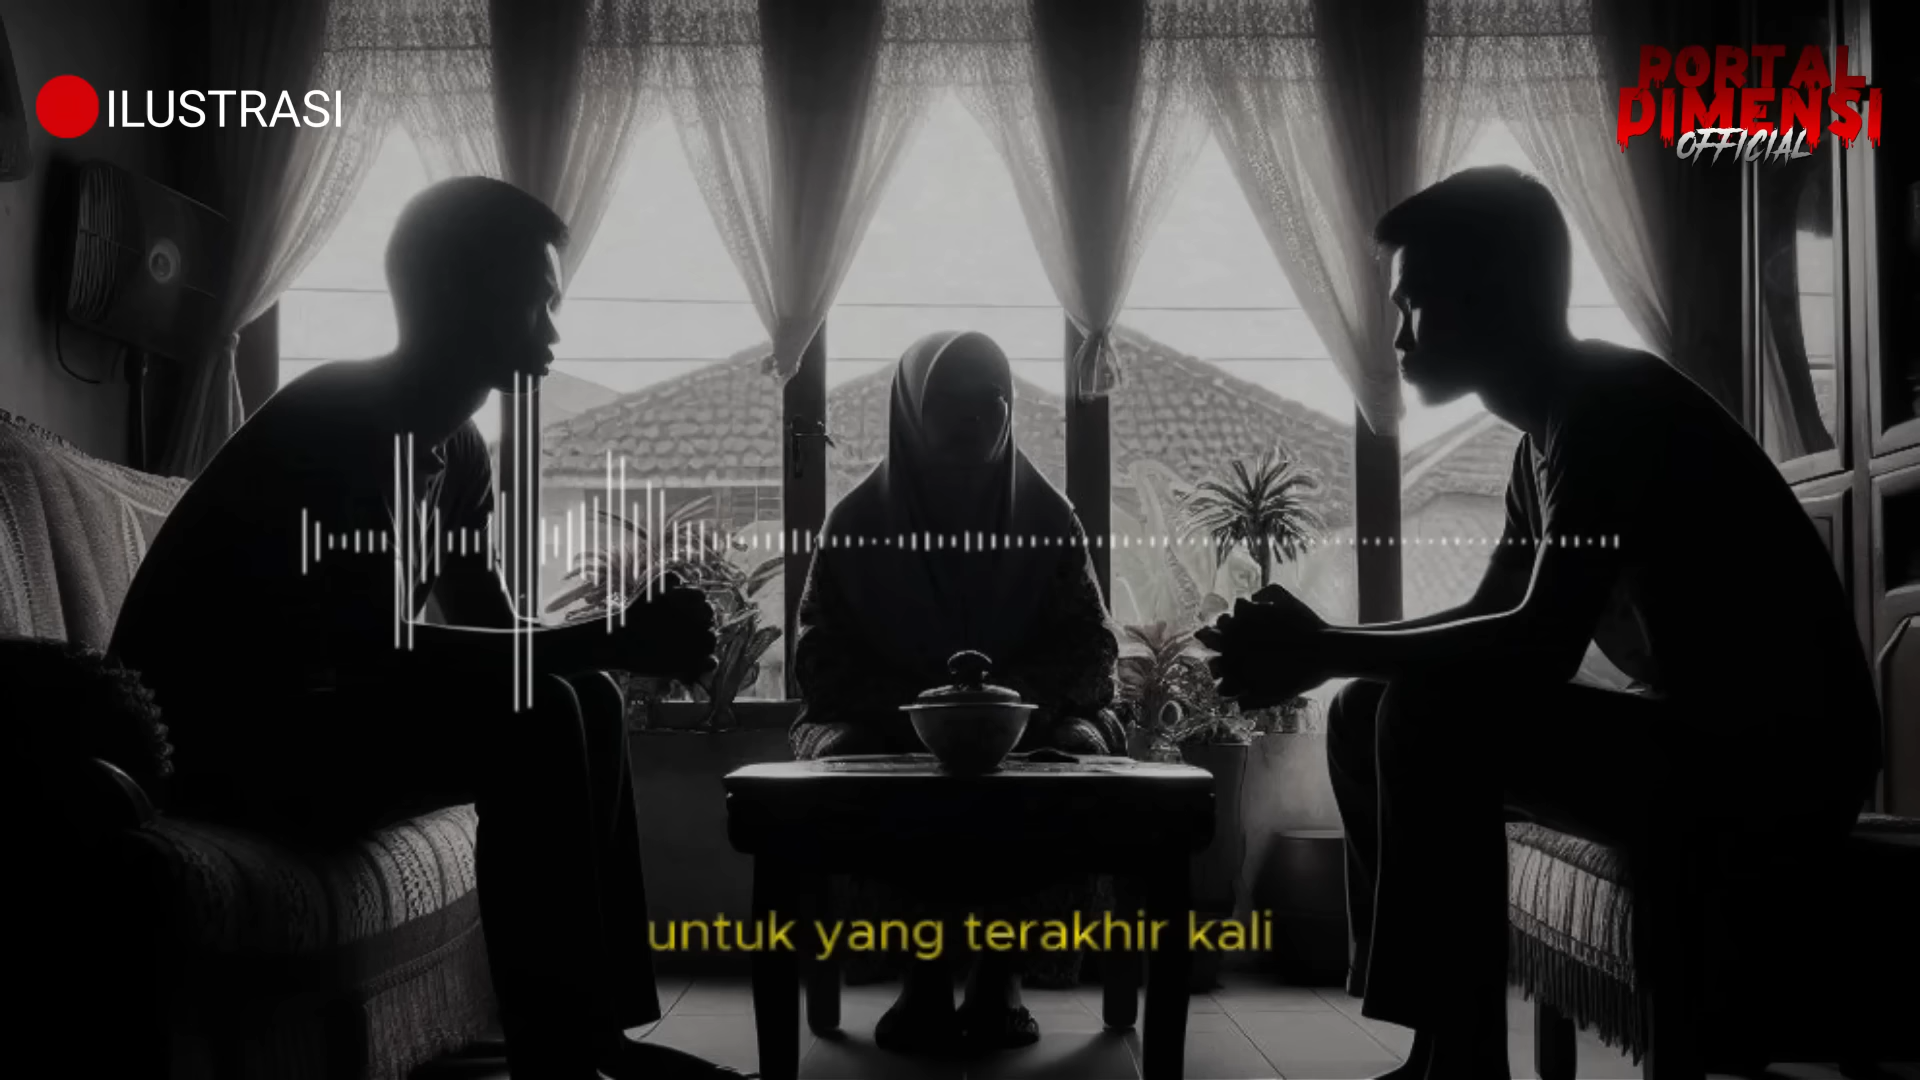 ILUSTRASI
PORTAL
DIMENSI
OFFICIAL
untuk yang terakhir kali